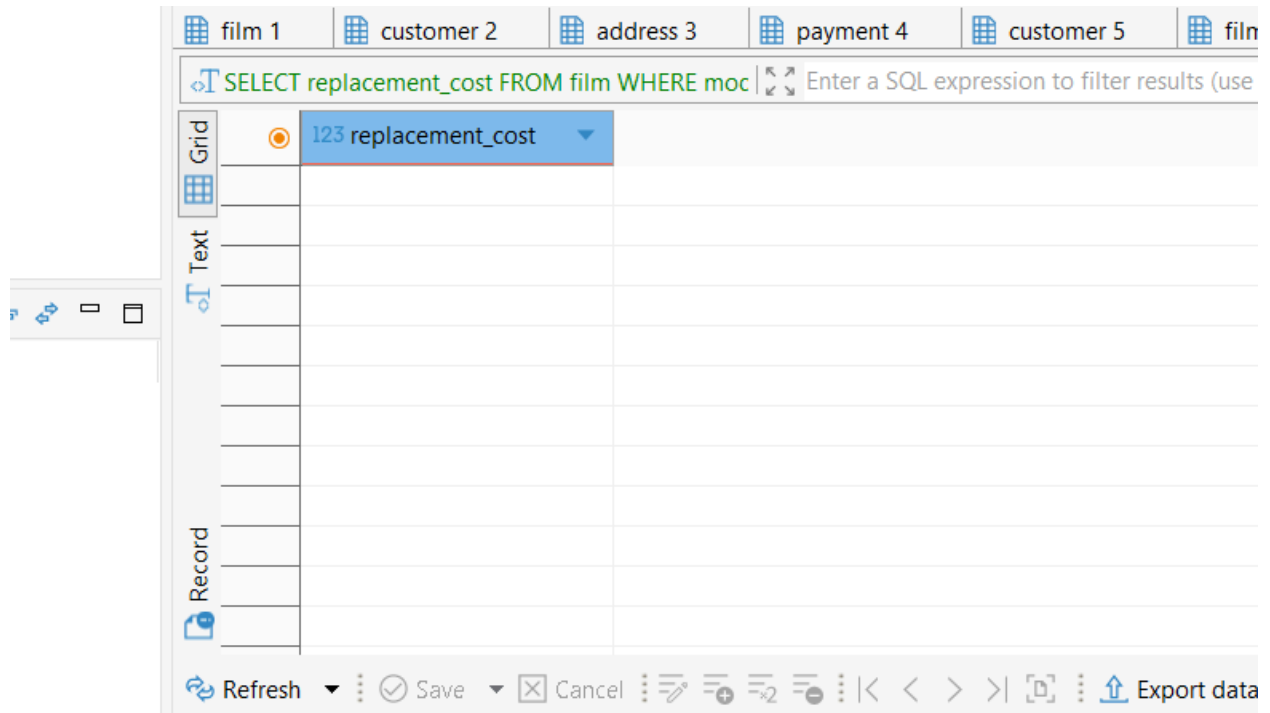 film 1 customer 2 address 3 payment 4 customer 5 film
SELECT replacement_cost FROM film WHERE moc Enter a SQL expression to filter results (use
Grid
123 replacement_cost
Text
Record
Refresh Save Cancel Export data